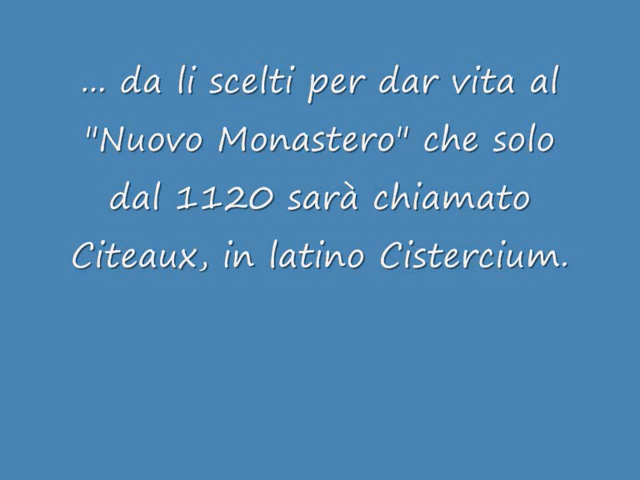 ... da li scelti per dar vita al
"Nuovo Monastero" che solo
dal 1120 sarà chiamato
Citeaux, in latino Cistercium.